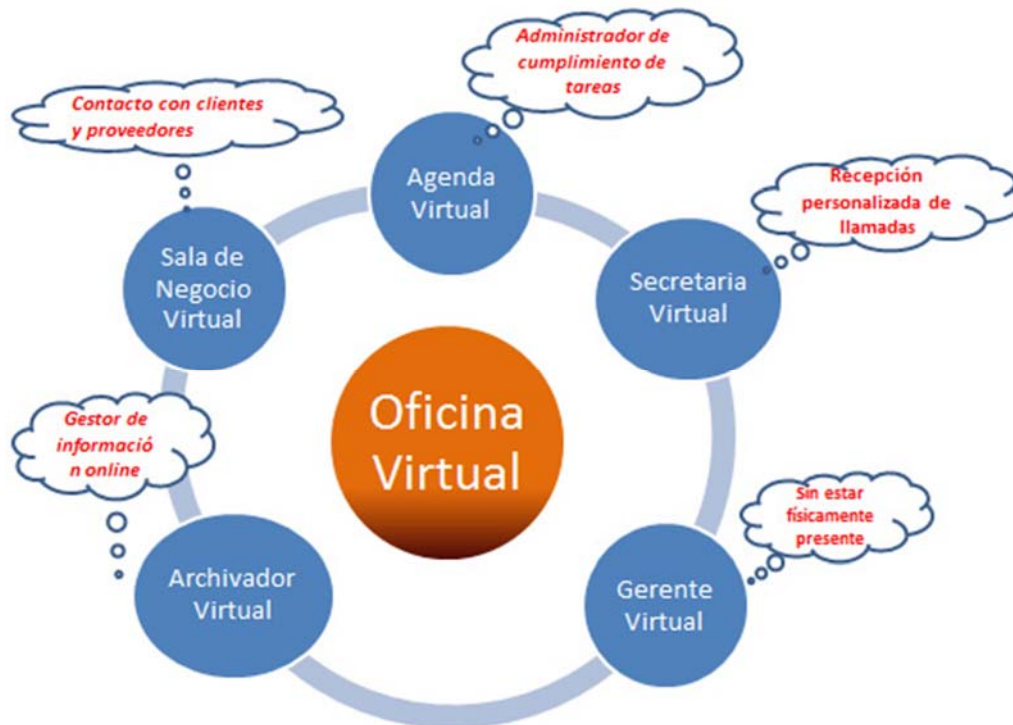 Administrador de
cumplimiento de
tareas
Contacto con clientes
y proveedores
Agenda
Virtual
Recepción
personalizada de
llamadas
Sala de
Negocio
Virtual
Secretaria
Virtual
Oficina
Virtual
Gestor de
informació
n online
Sin estar
físicamente
presente
Archivador
Virtual
Gerente
Virtual